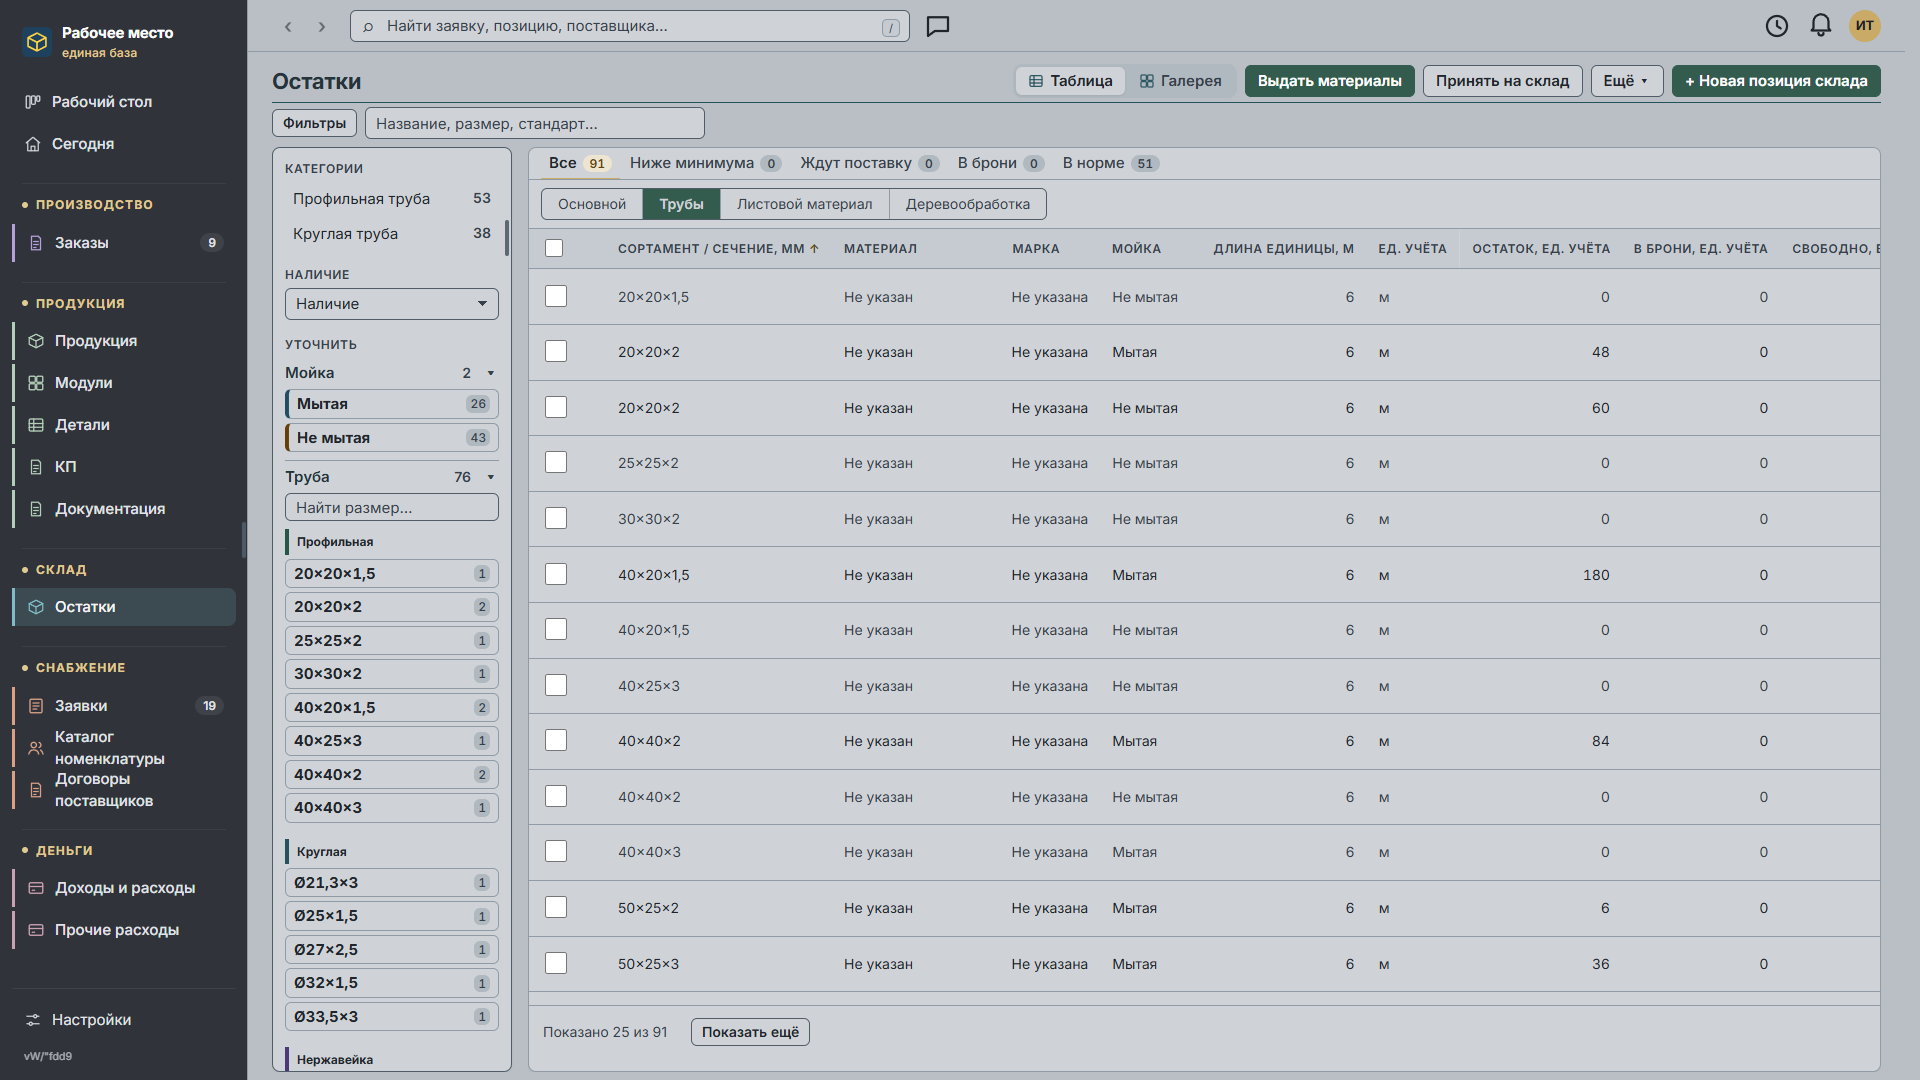 Рабочее место
единая база
Рабочий стол
Сегодня
ПРОИЗВОДСТВО
Заказы 9
ПРОДУКЦИЯ
Продукция
Модули
Детали
КП
Документация
СКЛАД
Остатки
СНАБЖЕНИЕ
Заявки 19
Каталог
номенклатуры
Договоры
поставщиков
ДЕНЬГИ
Доходы и расходы
Прочие расходы
Настройки
vW/"fdd9
Найти заявку, позицию, поставщика... /
ИТ
Остатки
Таблица Галерея Выдать материалы Принять на склад Ещё + Новая позиция склада
Фильтры Название, размер, стандарт...
КАТЕГОРИИ
Профильная труба 53
Круглая труба 38
НАЛИЧИЕ
Наличие
УТОЧНИТЬ
Мойка 2
Мытая 26
Не мытая 43
Труба 76
Найти размер...
Профильная
20×20×1,5 1
20×20×2 2
25×25×2 1
30×30×2 1
40×20×1,5 2
40×25×3 1
40×40×2 2
40×40×3 1
Круглая
Ø21,3×3 1
Ø25×1,5 1
Ø27×2,5 1
Ø32×1,5 1
Ø33,5×3 1
Нержавейка
Все 91 Ниже минимума 0 Ждут поставку 0 В брони 0 В норме 51
Основной Трубы Листовой материал Деревообработка
СОРТАМЕНТ / СЕЧЕНИЕ, ММ ↑ МАТЕРИАЛ МАРКА МОЙКА ДЛИНА ЕДИНИЦЫ, М ЕД. УЧЁТА ОСТАТОК, ЕД. УЧЁТА В БРОНИ, ЕД. УЧЁТА СВОБОДНО,
20×20×1,5 Не указан Не указана Не мытая 6 м 0 0
20×20×2 Не указан Не указана Мытая 6 м 48 0
20×20×2 Не указан Не указана Не мытая 6 м 60 0
25×25×2 Не указан Не указана Не мытая 6 м 0 0
30×30×2 Не указан Не указана Не мытая 6 м 0 0
40×20×1,5 Не указан Не указана Мытая 6 м 180 0
40×20×1,5 Не указан Не указана Не мытая 6 м 0 0
40×25×3 Не указан Не указана Не мытая 6 м 0 0
40×40×2 Не указан Не указана Мытая 6 м 84 0
40×40×2 Не указан Не указана Не мытая 6 м 0 0
40×40×3 Не указан Не указана Мытая 6 м 0 0
50×25×2 Не указан Не указана Мытая 6 м 6 0
50×25×3 Не указан Не указана Мытая 6 м 36 0
Показано 25 из 91 Показать ещё